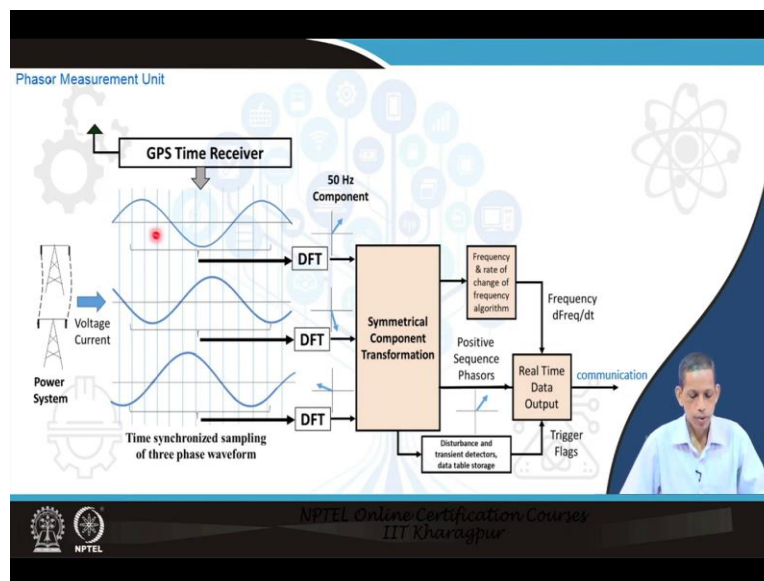 Phasor Measurement Unit
GPS Time Receiver
50 Hz
Component
DFT
Frequency
& rate of
change of
frequency
algorithm
Frequency
dFreq/dt
Voltage
Current
Power
System
DFT
Symmetrical
Component
Transformation
Positive
Sequence
Phasors
Real Time
Data
Output
communication
DFT
Time synchronized sampling
of three phase waveform
Disturbance and
transient detectors,
data table storage
Trigger
Flags
NPTEL
NPTEL Online Certification Courses
IIT Kharagpur